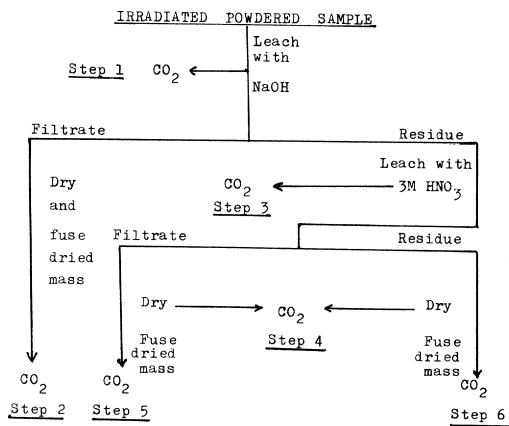 IRRADIATED POWDERED SAMPLE
Leach
with
NaOH
Step 1 CO2
Filtrate
Residue
Dry
and
fuse
dried
mass
Leach with
3M HNO3
CO2
Step 3
Filtrate
Residue
Dry
CO2
Dry
Step 4
Fuse
dried
mass
Fuse
dried
mass
CO2
Step 2
CO2
Step 5
CO2
Step 6